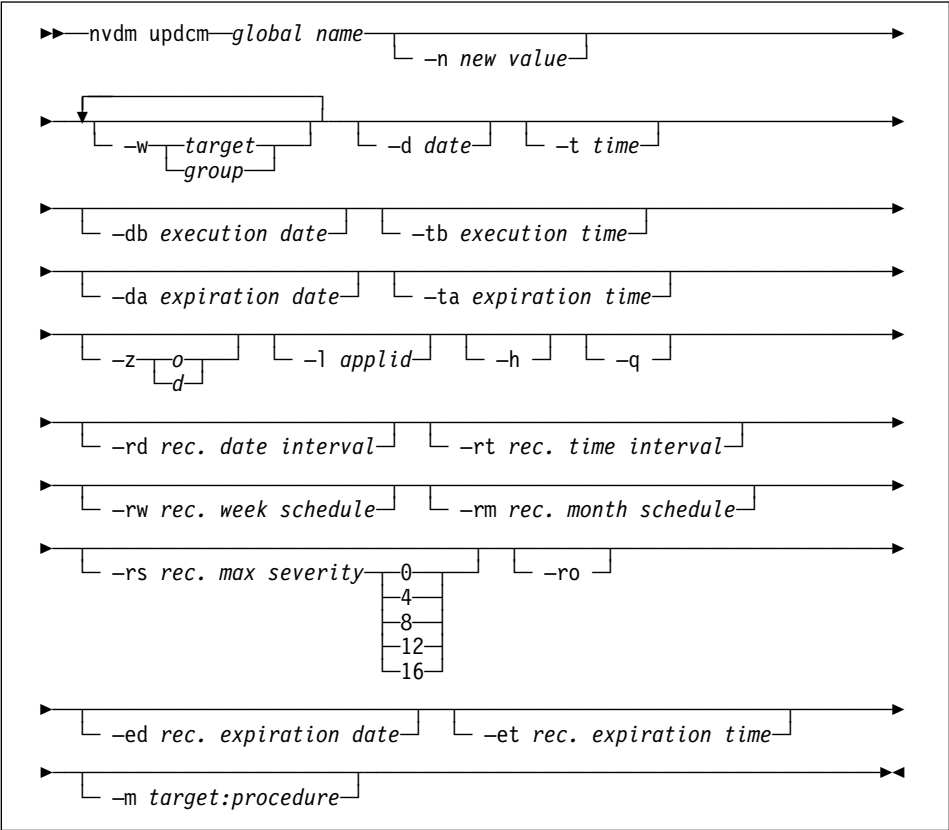 nvdm updcm global name
–n new value
–w target
group
–d date
–t time
–db execution date
–tb execution time
–da expiration date
–ta expiration time
–z o
d
–l applid
–h
–q
–rd rec. date interval
–rt rec. time interval
–rw rec. week schedule
–rm rec. month schedule
–rs rec. max severity 0
4
8
12
16
–ro
–ed rec. expiration date
–et rec. expiration time
–m target:procedure